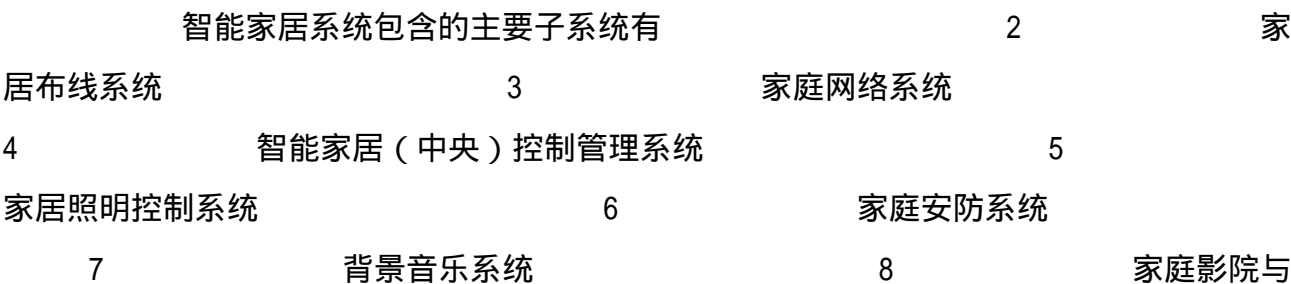 智能家居系统包含的主要子系统有 2 家
居布线系统 3 家庭网络系统
4 智能家居（中央）控制管理系统 5
家居照明控制系统 6 家庭安防系统
7 背景音乐系统 8 家庭影院与